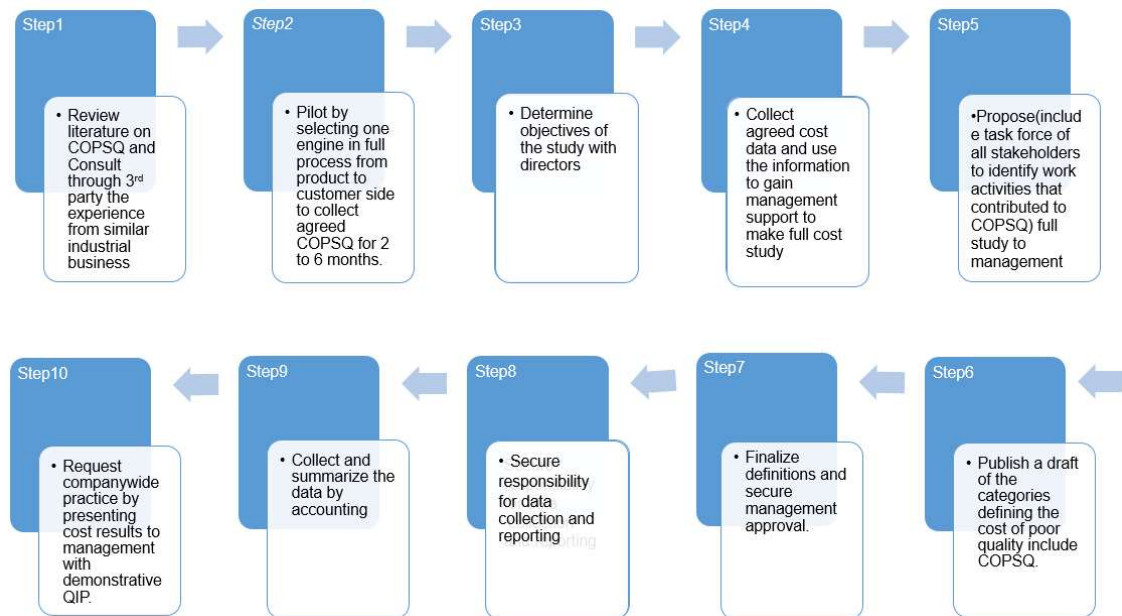 Step1
• Review
literature on
COPSQ and
Consult
through 3rd
party the
experience
from similar
industrial
business
Step2
• Pilot by
selecting one
engine in full
process from
product to
customer side
to collect
agreed
COPSQ for 2
to 6 months.
Step3
• Determine
objectives of
the study with
directors
Step4
• Collect
agreed cost
data and use
the information
to gain
management
support to
make full cost
study
Step5
•Propose(includ
e task force of
all stakeholders
to identify work
activities that
contributed to
COPSQ) full
study to
management
Step6
• Publish a draft
of the
categories
defining the
cost of poor
quality include
COPSQ.
Step7
• Finalize
definitions and
secure
management
approval.
Step8
• Secure
responsibility
for data
collection and
reporting
Step9
• Collect and
summarize the
data by
accounting
Step10
• Request
companywide
practice by
presenting
cost results to
management
with
demonstrative
QIP.